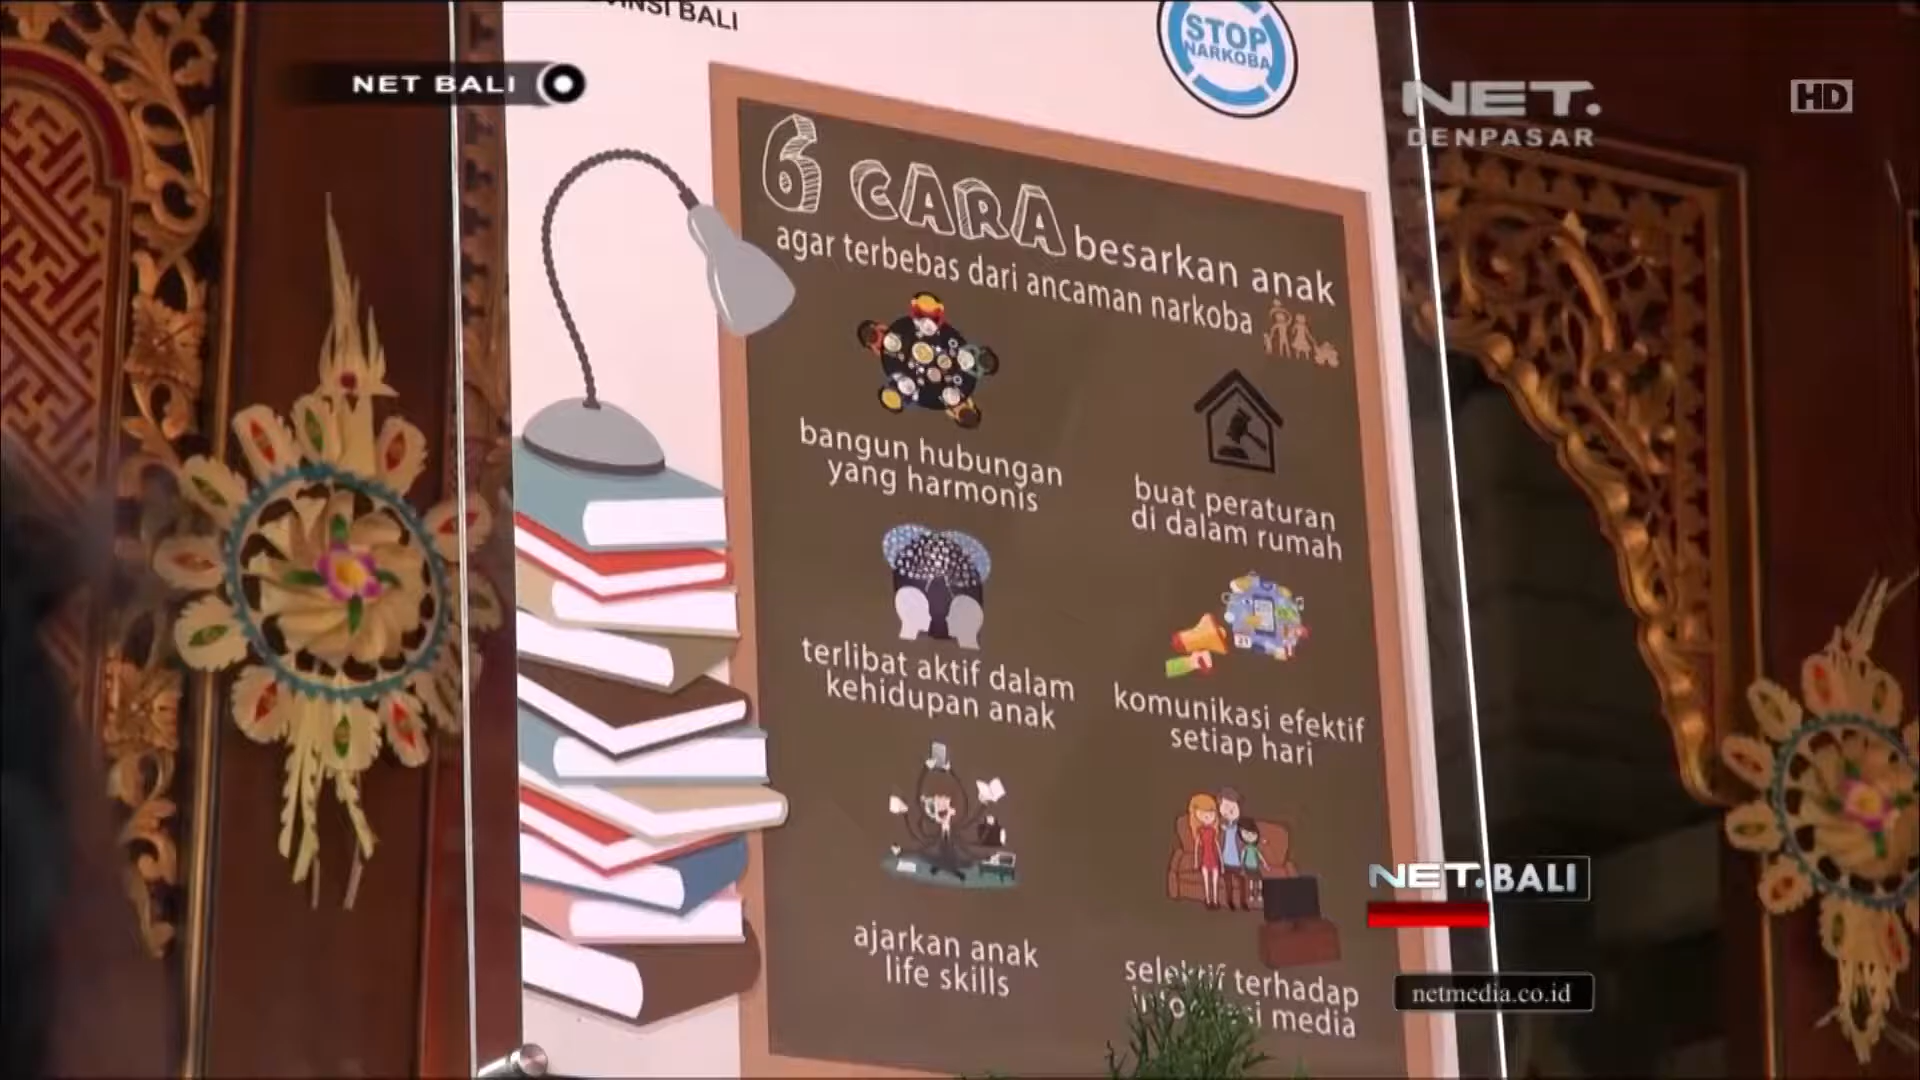 BALI
STOP
NARKOBA
NET BALI
NET.
DENPASAR
HD
6 CARA besarkan anak
agar terbebas dari ancaman narkoba
bangun hubungan
yang harmonis
buat peraturan
di dalam rumah
terlibat aktif dalam
kehidupan anak
komunikasi efektif
setiap hari
ajarkan anak
life skills
selektif terhadap
informasi media
NET. BALI
netmedia.co.id